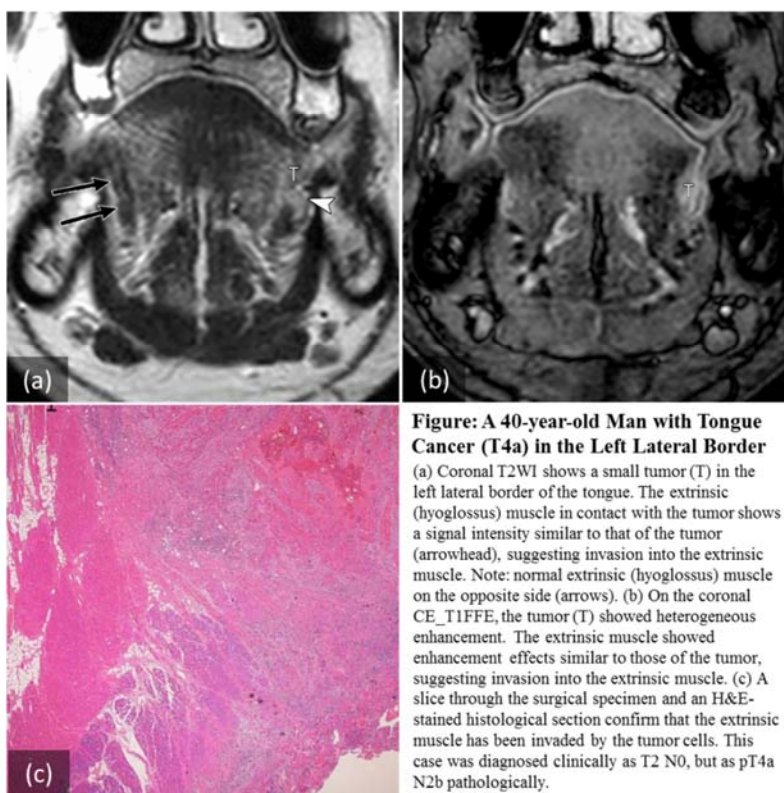 T
(a)
T
(b)
(c)
Figure: A 40-year-old Man with Tongue
Cancer (T4a) in the Left Lateral Border
(a) Coronal T2WI shows a small tumor (T) in the
left lateral border of the tongue. The extrinsic
(hyoglossus) muscle in contact with the tumor shows
a signal intensity similar to that of the tumor
(arrowhead), suggesting invasion into the extrinsic
muscle. Note: normal extrinsic (hyoglossus) muscle
on the opposite side (arrows). (b) On the coronal
CE_T1FFE, the tumor (T) showed heterogeneous
enhancement. The extrinsic muscle showed
enhancement effects similar to those of the tumor,
suggesting invasion into the extrinsic muscle. (c) A
slice through the surgical specimen and an H&E-
stained histological section confirm that the extrinsic
muscle has been invaded by the tumor cells. This
case was diagnosed clinically as T2 N0, but as pT4a
N2b pathologically.